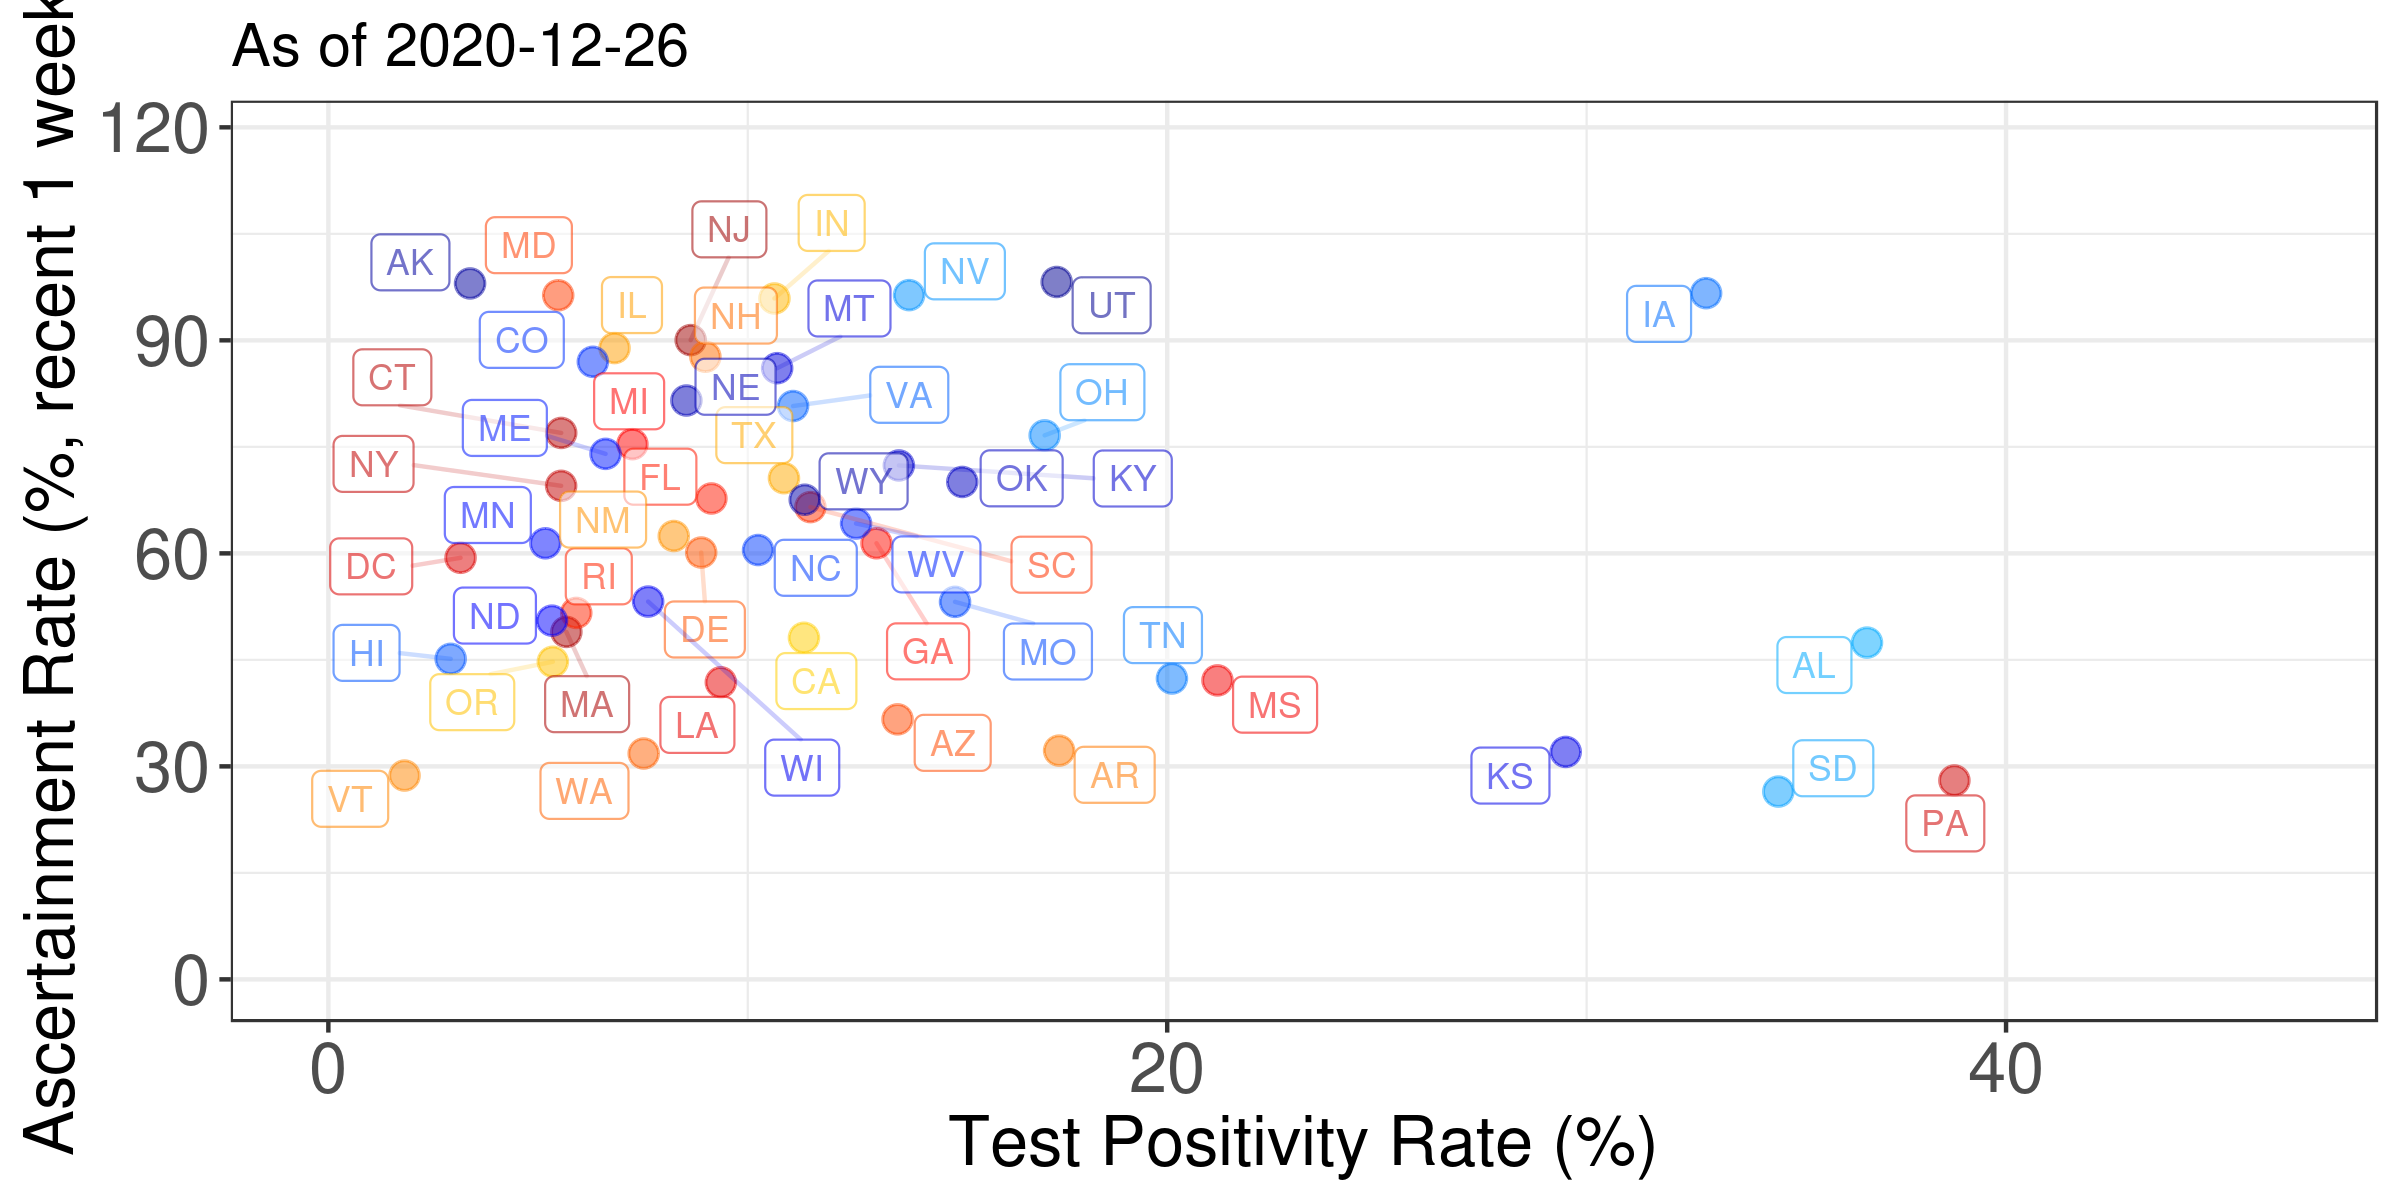 As of 2020-12-26
Ascertainment Rate (%, recent 1 week
120
90
60
30
0
NJ
IN
MD
AK
NV
IL
NH
MT
UT
IA
CO
CT
NE
MI
VA
OH
ME
TX
NY
FL
WY
OK
KY
MN
NM
DC
RI
NC
WV
SC
ND
DE
HI
GA
MO
TN
AL
OR
MA
LA
CA
MS
AZ
WI
AR
KS
SD
VT
WA
PA
0
20
40
Test Positivity Rate (%)